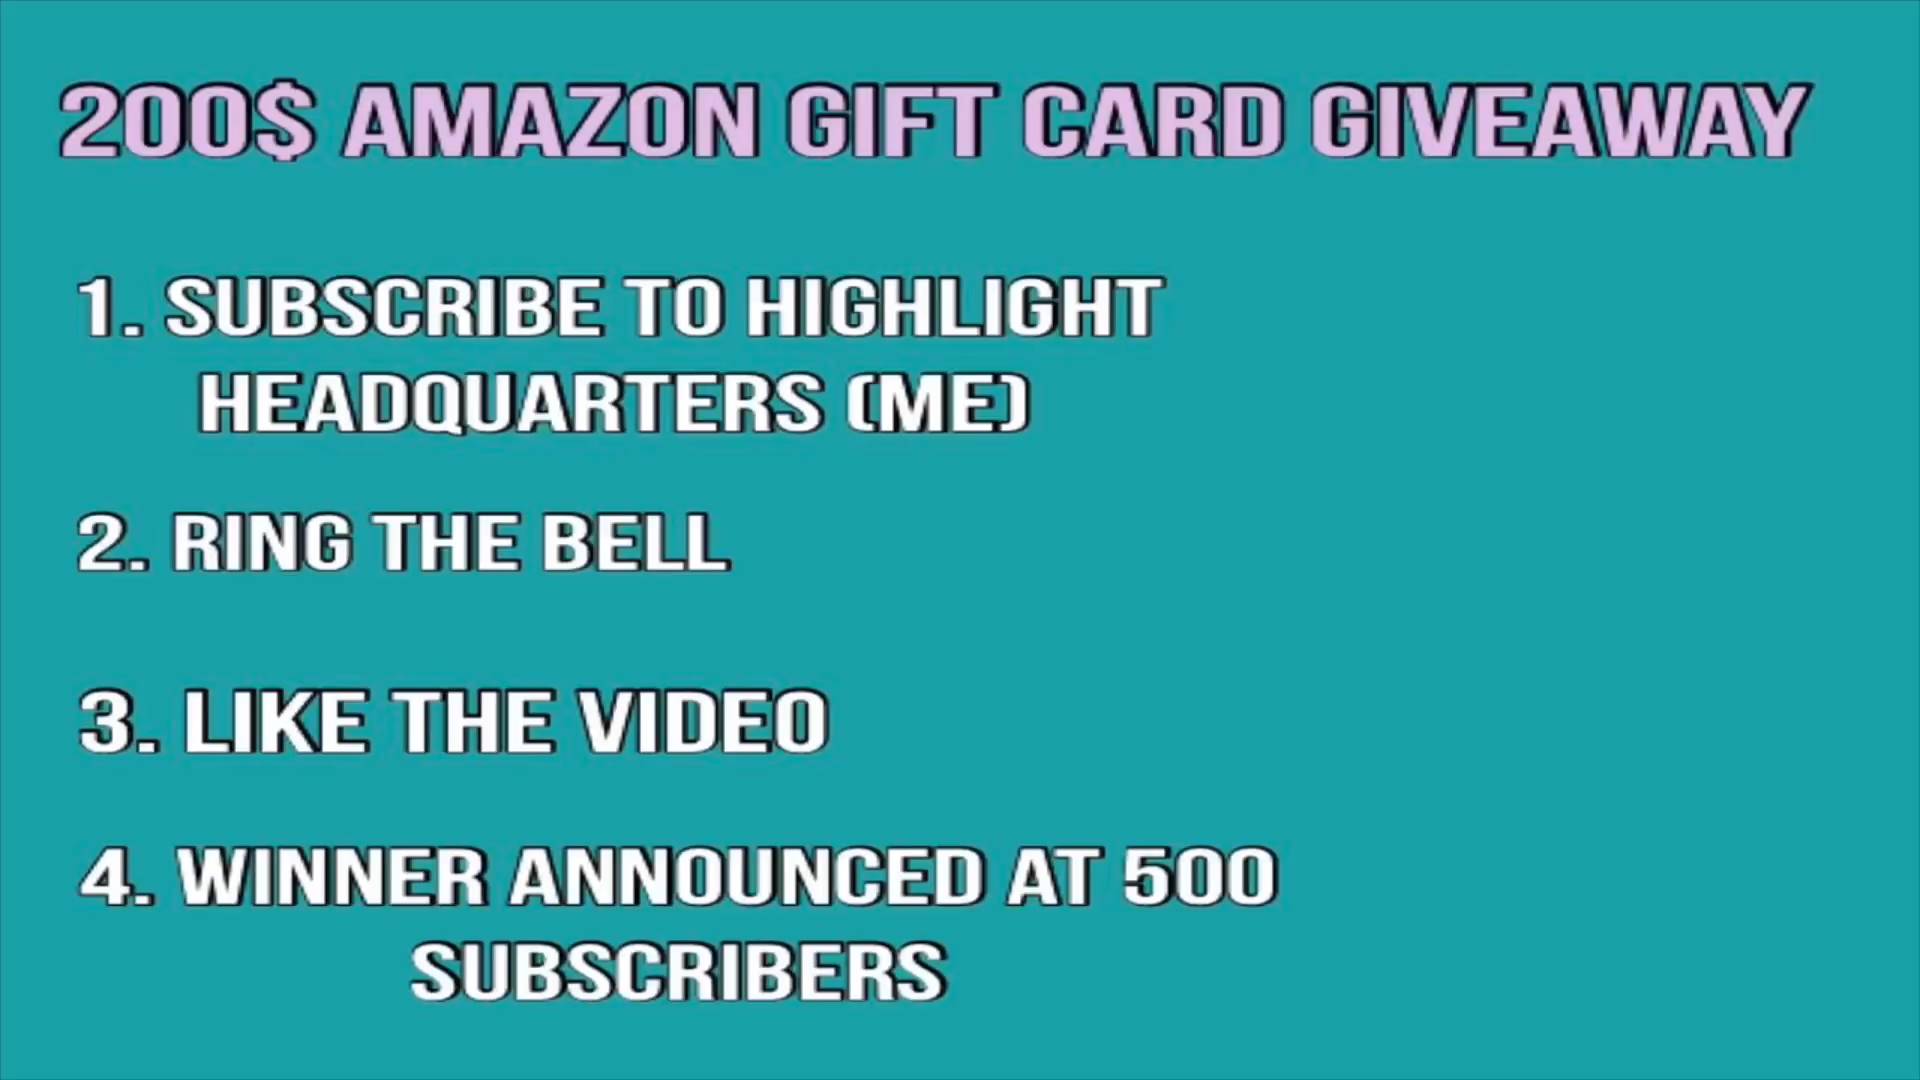 200$ AMAZON GIFT CARD GIVEAWAY
1. SUBSCRIBE TO HIGHLIGHT
HEADQUARTERS (ME)
2. RING THE BELL
3. LIKE THE VIDEO
4. WINNER ANNOUNCED AT 500
SUBSCRIBERS